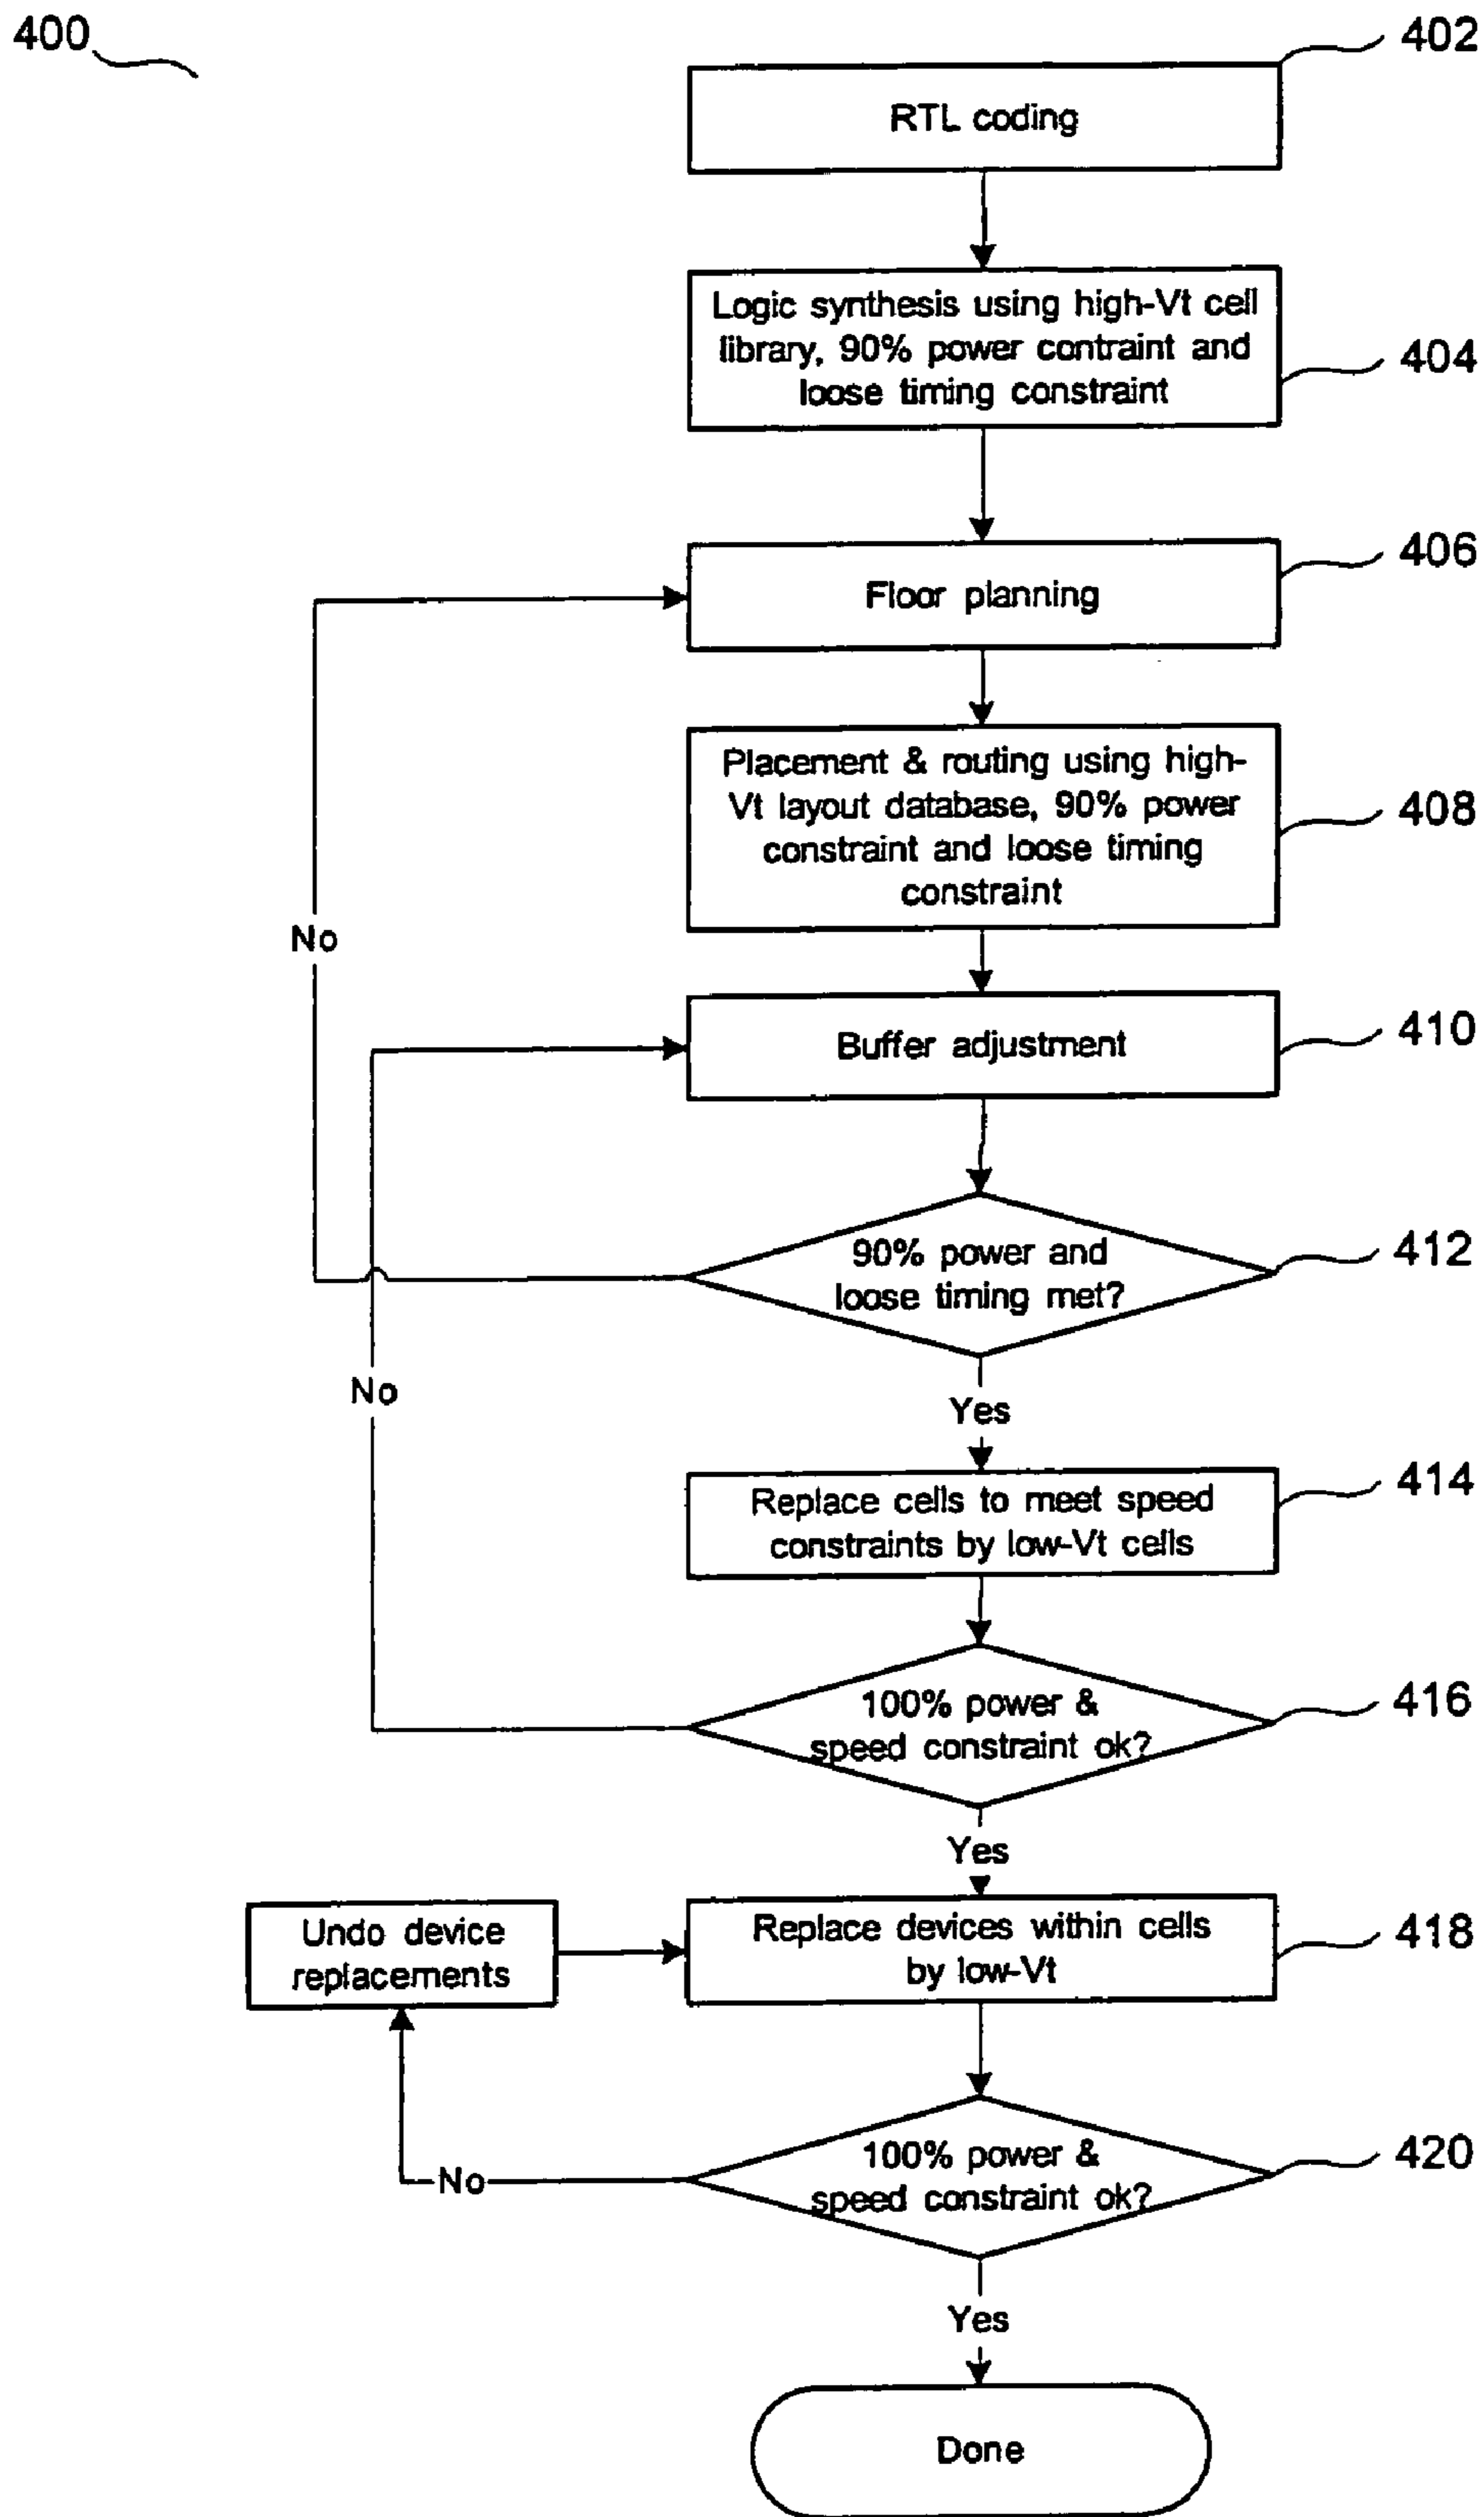 400
402
RTL coding
Logic synthesis using high-Vt cell
library, 90% power contraint and
loose timing constraint
404
406
Floor planning
Placement & routing using high-
Vt layout database, 90% power
constraint and loose timing
constraint
408
No
410
Buffer adjustment
412
90% power and
loose timing met?
No
Yes
414
Replace cells to meet speed
constraints by low-Vt cells
416
100% power &
speed constraint ok?
Yes
Undo device
replacements
Replace devices within cells
by low-Vt
418
420
100% power &
speed constraint ok?
No
Yes
Done